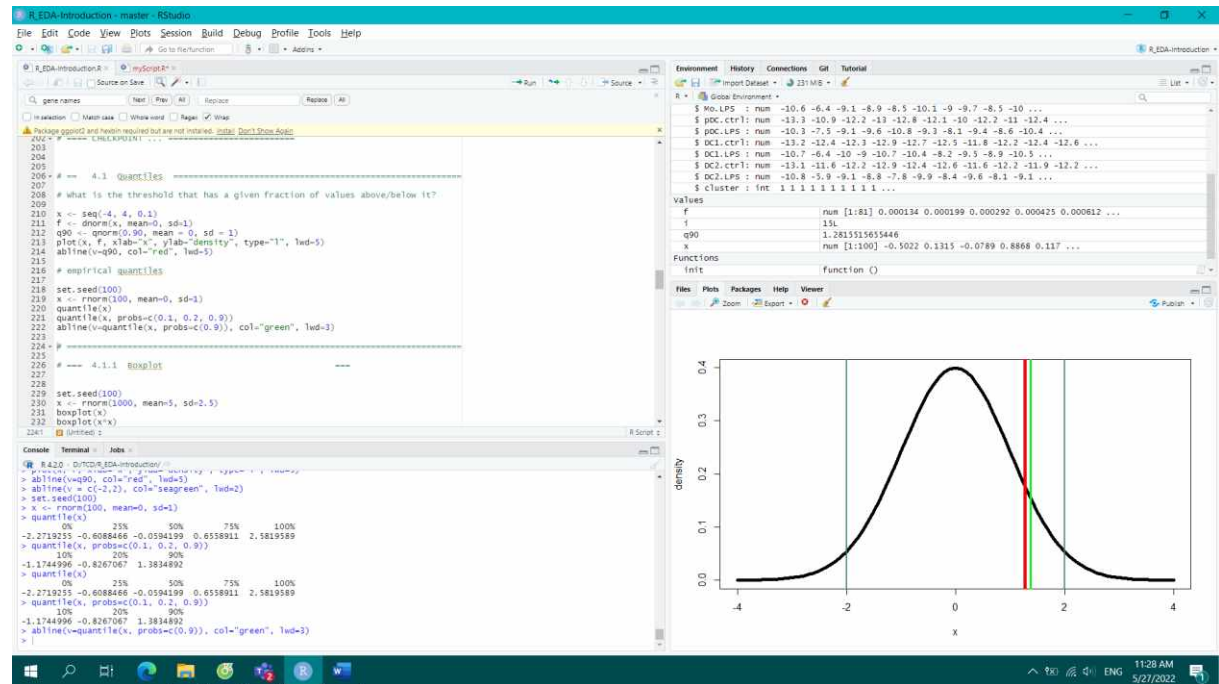 R_EDA-Introduction - master - RStudio
File Edit Code View Plots Session Build Debug Profile Tools Help
Go to file/function Addins
R_EDA-Introduction
R_EDA-Introduction.R myScript.R*
Source on Save Run Source
gene names Next Prev All Replace Replace All
In selection Match case Whole word Regex Wrap
Package ggplot2 and hexbin required but are not installed. Install Don't Show Again
202 # ==== CHECKPOINT ... ====
203
204
205
206 # == 4.1 Quantiles
207
208 # What is the threshold that has a given fraction of values above/below it?
209
210 x <- seq(-4, 4, 0.1)
211 f <- dnorm(x, mean=0, sd=1)
212 q90 <- qnorm(0.90, mean = 0, sd = 1)
213 plot(x, f, xlab="x", ylab="density", type="l", lwd=5)
214 abline(v=q90, col="red", lwd=5)
215
216 # empirical quantiles
217
218 set.seed(100)
219 x <- rnorm(100, mean=0, sd=1)
220 quantile(x)
221 quantile(x, probs=c(0.1, 0.2, 0.9))
222 abline(v=quantile(x, probs=c(0.9)), col="green", lwd=3)
223
224 #
225
226 # === 4.1.1 Boxplot ===
227
228
229 set.seed(100)
230 x <- rnorm(1000, mean=5, sd=2.5)
231 boxplot(x)
232 boxplot(x*x)
224:1 (Untitled) R Script
Console Terminal Jobs
R 4.2.0 · D:/TCD/R_EDA-Introduction/
> abline(v=q90, col="red", lwd=5)
> abline(v = c(-2,2), col="seagreen", lwd=2)
> set.seed(100)
> x <- rnorm(100, mean=0, sd=1)
> quantile(x)
0% 25% 50% 75% 100%
-2.2719255 -0.6088466 -0.0594199 0.6558911 2.5819589
> quantile(x, probs=c(0.1, 0.2, 0.9))
10% 20% 90%
-1.1744996 -0.8267067 1.3834892
> quantile(x)
0% 25% 50% 75% 100%
-2.2719255 -0.6088466 -0.0594199 0.6558911 2.5819589
> quantile(x, probs=c(0.1, 0.2, 0.9))
10% 20% 90%
-1.1744996 -0.8267067 1.3834892
> abline(v=quantile(x, probs=c(0.9)), col="green", lwd=3)
>
Environment History Connections Git Tutorial
Import Dataset 231 MiB List
R Global Environment
$ Mo.LPS : num -10.6 -6.4 -9.1 -8.9 -8.5 -10.1 -9 -9.7 -8.5 -10 ...
$ pDC.ctrl: num -13.3 -10.9 -12.2 -13 -12.8 -12.1 -10 -12.2 -11 -12.4 ...
$ pDC.LPS : num -10.3 -7.5 -9.1 -9.6 -10.8 -9.3 -8.1 -9.4 -8.6 -10.4 ...
$ DC1.ctrl: num -13.2 -12.4 -12.3 -12.9 -12.7 -12.5 -11.8 -12.2 -12.4 -12.6 ...
$ DC1.LPS : num -10.7 -6.4 -10 -9 -10.7 -10.4 -8.2 -9.5 -8.9 -10.5 ...
$ DC2.ctrl: num -13.1 -11.6 -12.2 -12.9 -12.4 -12.6 -11.6 -12.2 -11.9 -12.2 ...
$ DC2.LPS : num -10.8 -5.9 -9.1 -8.8 -7.8 -9.9 -8.4 -9.6 -8.1 -9.1 ...
$ cluster : int 1 1 1 1 1 1 1 1 1 1 ...
Values
f num [1:81] 0.000134 0.000199 0.000292 0.000425 0.000612 ...
i 15L
q90 1.2815515655446
x num [1:100] -0.5022 0.1315 -0.0789 0.8868 0.117 ...
Functions
init function ()
Files Plots Packages Help Viewer
Zoom Export Publish
density
0.4
0.3
0.2
0.1
0.0
-4 -2 0 2 4
x
ENG 11:28 AM
5/27/2022